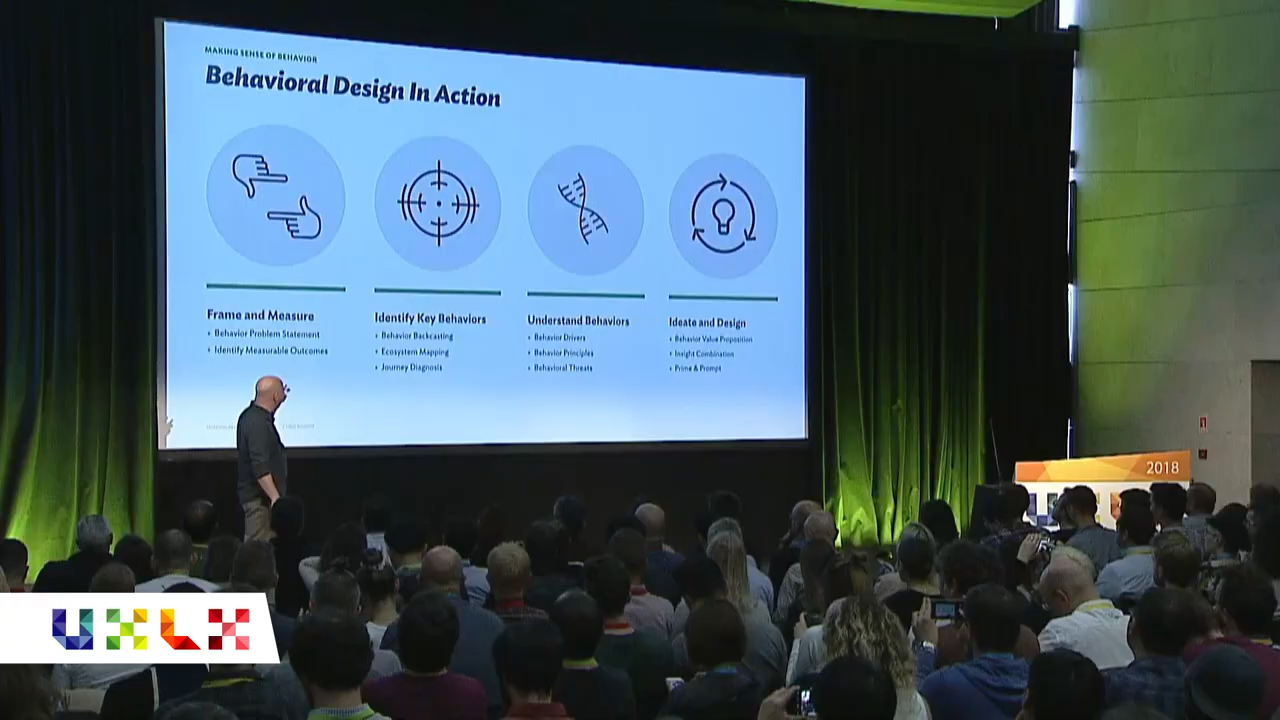 MAKING SENSE OF BEHAVIOR
Behavioral Design In Action
Frame and Measure
• Behavior Problem Statement
• Identify Measurable Outcomes
Identify Key Behaviors
• Behavior Backcasting
• Ecosystem Mapping
• Journey Diagnosis
Understand Behaviors
• Behavior Drivers
• Behavior Principles
• Behavioral Threats
Ideate and Design
• Behavior Value Proposition
• Insight Combination
• Prime & Prompt
2018
UXLX